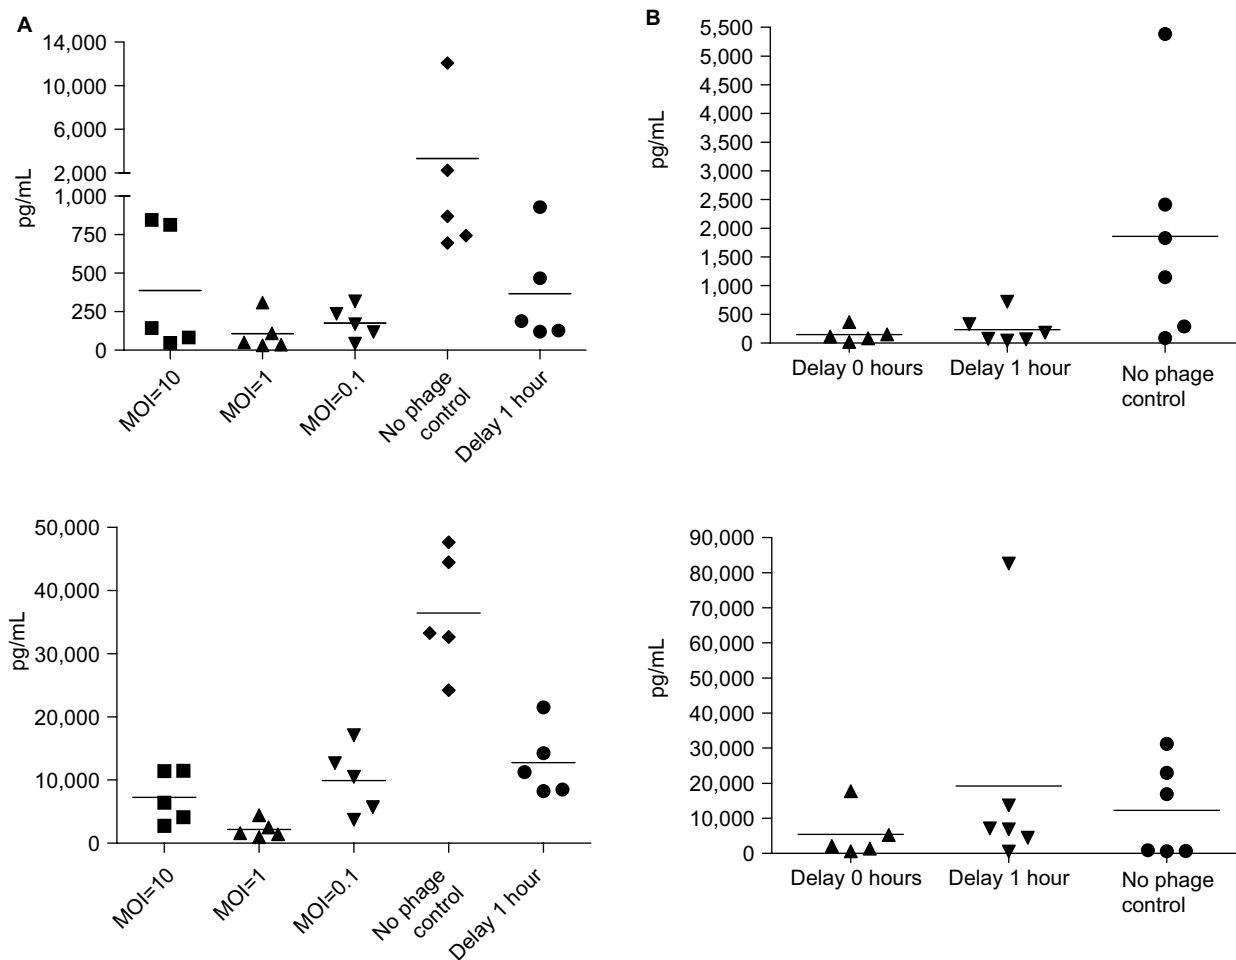 A
pg/mL
14,000
12,000
6,000
2,000
1,000
750
500
250
0
MOI=10
MOI=1
MOI=0.1
No phage
control
Delay 1 hour
B
pg/mL
5,500
5,000
4,500
4,000
3,500
3,000
2,500
2,000
1,500
1,000
500
0
Delay 0 hours
Delay 1 hour
No phage
control
pg/mL
50,000
40,000
30,000
20,000
10,000
0
MOI=10
MOI=1
MOI=0.1
No phage
control
Delay 1 hour
pg/mL
90,000
80,000
70,000
60,000
50,000
40,000
30,000
20,000
10,000
0
Delay 0 hours
Delay 1 hour
No phage
control